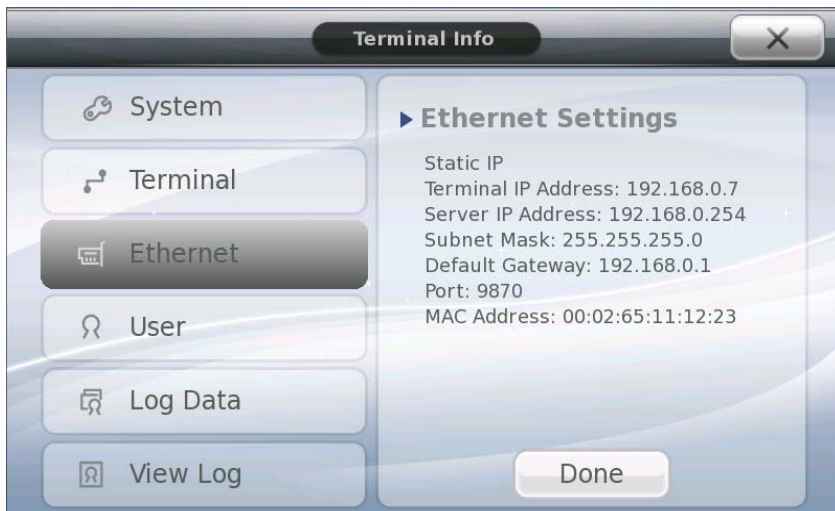 Terminal Info
System
Terminal
Ethernet
User
Log Data
View Log
Ethernet Settings
Static IP
Terminal IP Address: 192.168.0.7
Server IP Address: 192.168.0.254
Subnet Mask: 255.255.255.0
Default Gateway: 192.168.0.1
Port: 9870
MAC Address: 00:02:65:11:12:23
Done